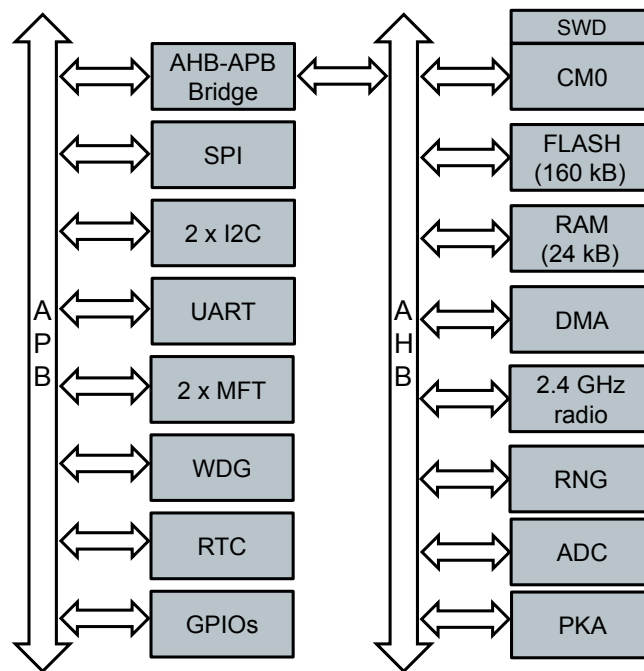 A
P
B
AHB-APB
Bridge
SPI
2 x I2C
UART
2 x MFT
WDG
RTC
GPIOs
A
H
B
SWD
CM0
FLASH
(160 kB)
RAM
(24 kB)
DMA
2.4 GHz
radio
RNG
ADC
PKA